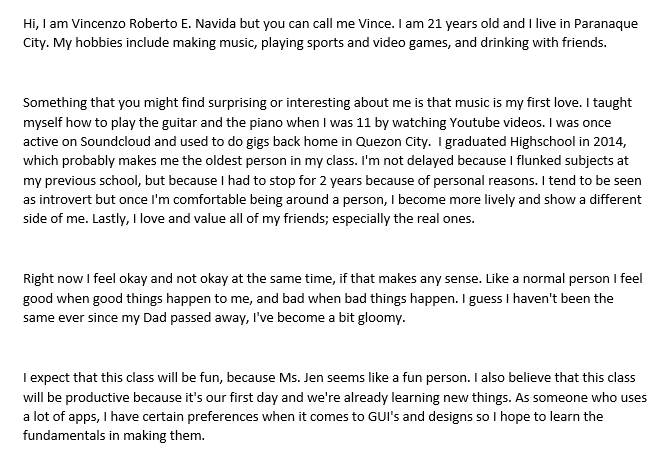 Hi, I am Vincenzo Roberto E. Navida but you can call me Vince. I am 21 years old and I live in Paranaque
City. My hobbies include making music, playing sports and video games, and drinking with friends.
Something that you might find surprising or interesting about me is that music is my first love. I taught
myself how to play the guitar and the piano when I was 11 by watching Youtube videos. I was once
active on Soundcloud and used to do gigs back home in Quezon City.  I graduated Highschool in 2014,
which probably makes me the oldest person in my class. I'm not delayed because I flunked subjects at
my previous school, but because I had to stop for 2 years because of personal reasons. I tend to be seen
as introvert but once I'm comfortable being around a person, I become more lively and show a different
side of me. Lastly, I love and value all of my friends; especially the real ones.
Right now I feel okay and not okay at the same time, if that makes any sense. Like a normal person I feel
good when good things happen to me, and bad when bad things happen. I guess I haven't been the
same ever since my Dad passed away, I've become a bit gloomy.
I expect that this class will be fun, because Ms. Jen seems like a fun person. I also believe that this class
will be productive because it's our first day and we're already learning new things. As someone who uses
a lot of apps, I have certain preferences when it comes to GUI's and designs so I hope to learn the
fundamentals in making them.